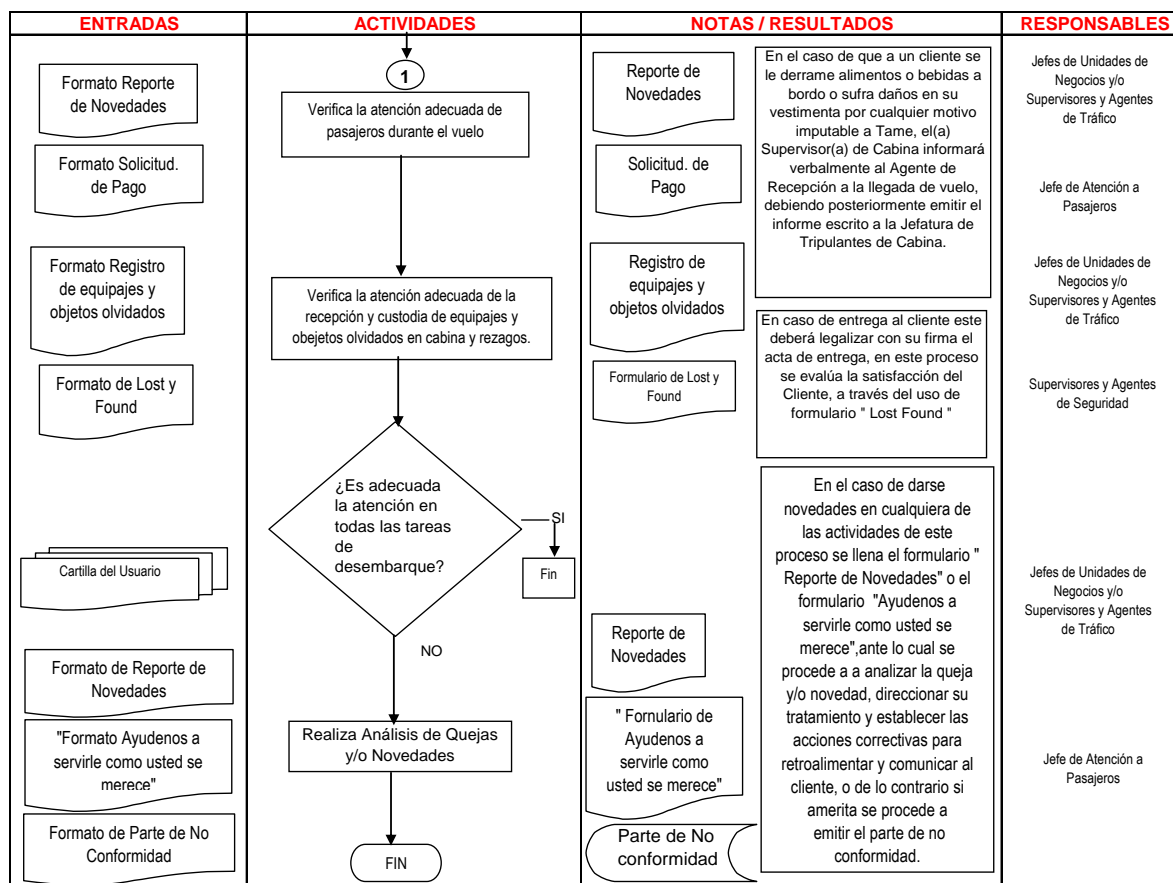 ENTRADAS
ACTIVIDADES
NOTAS / RESULTADOS
RESPONSABLES
Formato Reporte
de Novedades
Formato Solicitud.
de Pago
Formato Registro
de equipajes y
objetos olvidados
Formato de Lost y
Found
Cartilla del Usuario
Formato de Reporte de
Novedades
"Formato Ayudenos a
servirle como usted se
merece"
Formato de Parte de No
Conformidad
1
Verifica la atención adecuada de
pasajeros durante el vuelo
Verifica la atención adecuada de la
recepción y custodia de equipajes y
obejetos olvidados en cabina y rezagos.
¿Es adecuada
la atención en
todas las tareas
de
desembarque?
SI
Fin
NO
Realiza Análisis de Quejas
y/o Novedades
FIN
Reporte de
Novedades
Solicitud. de
Pago
Registro de
equipajes y
objetos olvidados
Formulario de Lost y
Found
Reporte de
Novedades
" Fornulario de
Ayudenos a
servirle como
usted se merece"
Parte de No
conformidad
En el caso de que a un cliente se
le derrame alimentos o bebidas a
bordo o sufra daños en su
vestimenta por cualquier motivo
imputable a Tame, el(a)
Supervisor(a) de Cabina informará
verbalmente al Agente de
Recepción a la llegada de vuelo,
debiendo posteriormente emitir el
informe escrito a la Jefatura de
Tripulantes de Cabina.
En caso de entrega al cliente este
deberá legalizar con su firma el
acta de entrega, en este proceso
se evalúa la satisfacción del
Cliente, a través del uso de
formulario " Lost Found "
En el caso de darse
novedades en cualquiera de
las actividades de este
proceso se llena el formulario "
Reporte de Novedades" o el
formulario "Ayudenos a
servirle como usted se
merece",ante lo cual se
procede a a analizar la queja
y/o novedad, direccionar su
tratamiento y establecer las
acciones correctivas para
retroalimentar y comunicar al
cliente, o de lo contrario si
amerita se procede a
emitir el parte de no
conformidad.
Jefes de Unidades de
Negocios y/o
Supervisores y Agentes
de Tráfico
Jefe de Atención a
Pasajeros
Jefes de Unidades de
Negocios y/o
Supervisores y Agentes
de Tráfico
Supervisores y Agentes
de Seguridad
Jefes de Unidades de
Negocios y/o
Supervisores y Agentes
de Tráfico
Jefe de Atención a
Pasajeros